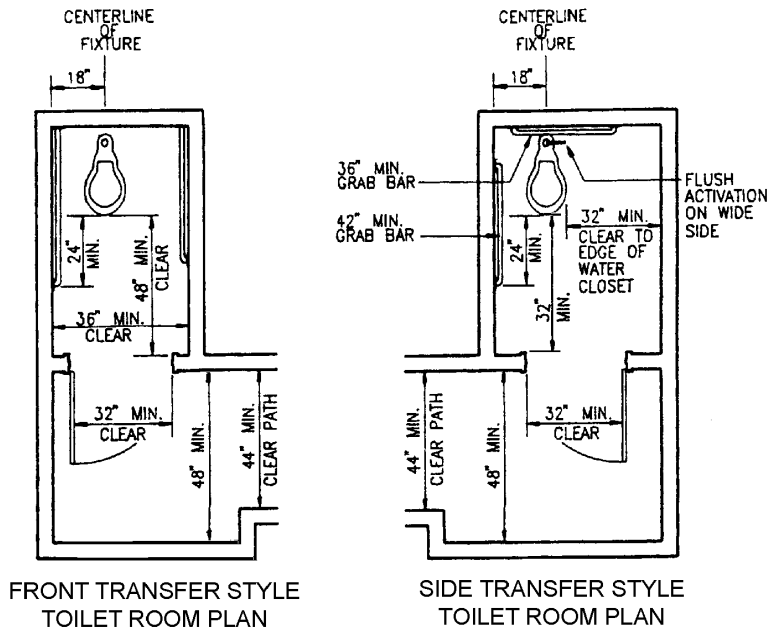 CENTERLINE
OF
FIXTURE
18"
24"
MIN.
48" MIN.
CLEAR
36" MIN.
CLEAR
32" MIN.
CLEAR
48" MIN.
44" MIN.
CLEAR PATH
FRONT TRANSFER STYLE
TOILET ROOM PLAN
CENTERLINE
OF
FIXTURE
18"
36" MIN.
GRAB BAR
42" MIN.
GRAB BAR
FLUSH
ACTIVATION
ON WIDE
SIDE
24"
MIN.
32" MIN.
CLEAR TO
EDGE OF
WATER
CLOSET
32"
MIN.
32" MIN.
CLEAR
44" MIN.
CLEAR PATH
48" MIN.
SIDE TRANSFER STYLE
TOILET ROOM PLAN